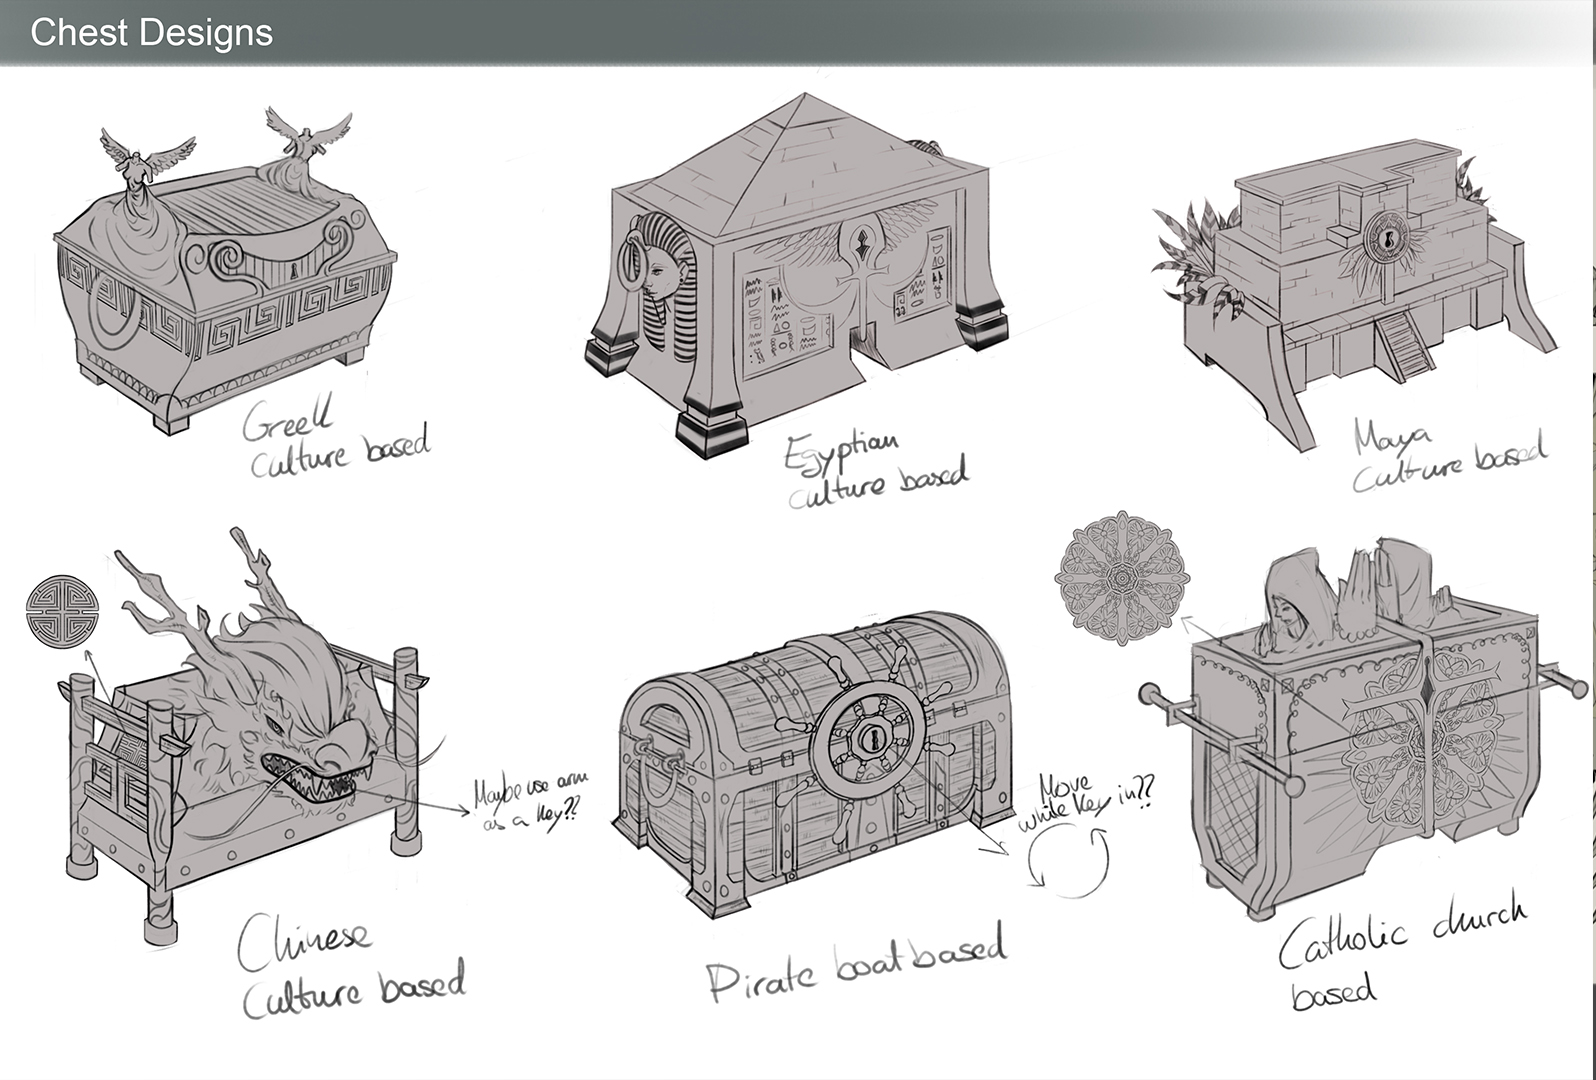 Chest Designs
Greek
Culture based
Egyptian
culture based
Maya
Culture based
Maybe use arm
as a key??
Move
while key in??
Chinese
Culture based
Pirate boat based
Catholic church
based